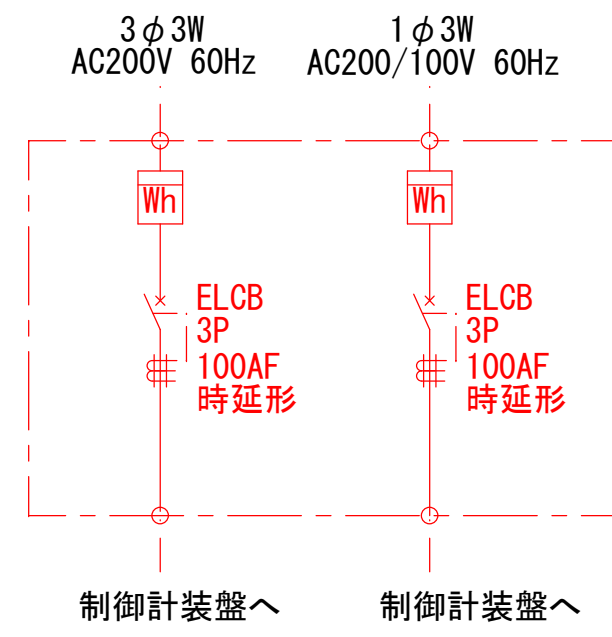 3φ3W
AC200V 60Hz
1φ3W
AC200/100V 60Hz
Wh
ELCB
3P
100AF
時延形
Wh
ELCB
3P
100AF
時延形
制御計装盤へ
制御計装盤へ